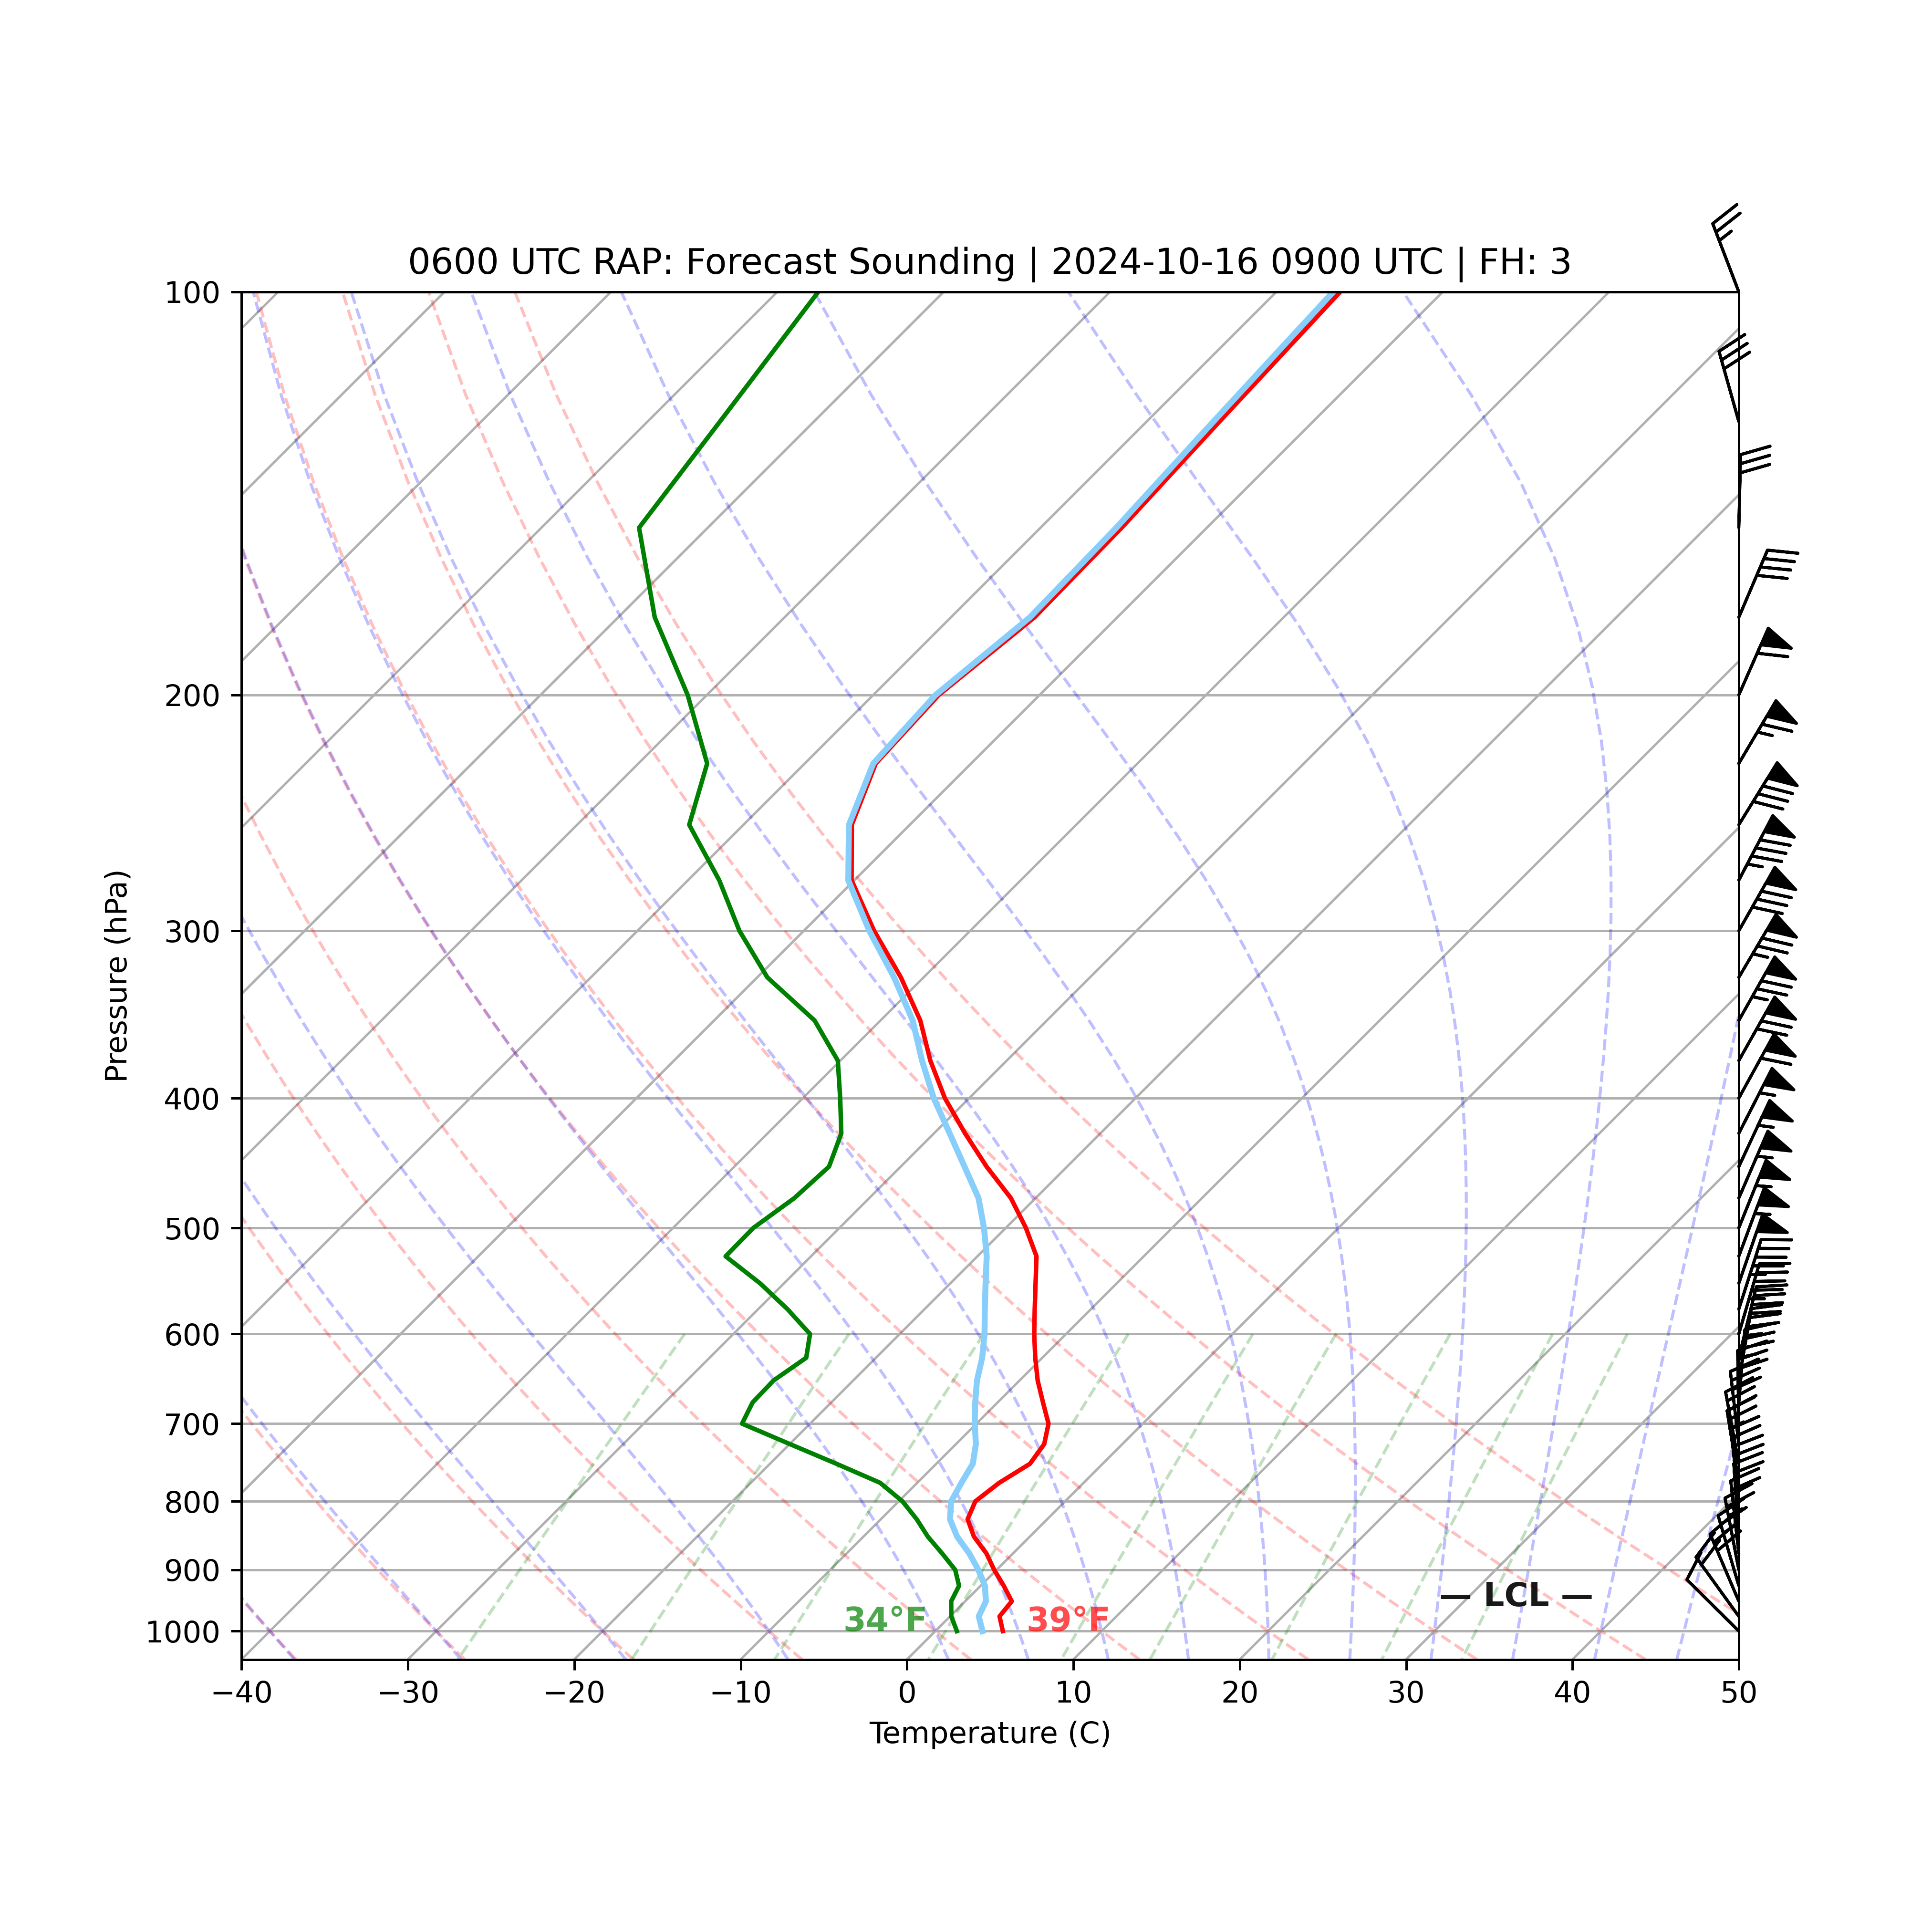 0600 UTC RAP: Forecast Sounding | 2024-10-16 0900 UTC | FH: 3
100
200
300
400
500
600
700
800
900
1000
Pressure (hPa)
34°F
39°F
— LCL —
−40 −30 −20 −10 0 10 20 30 40 50
Temperature (C)